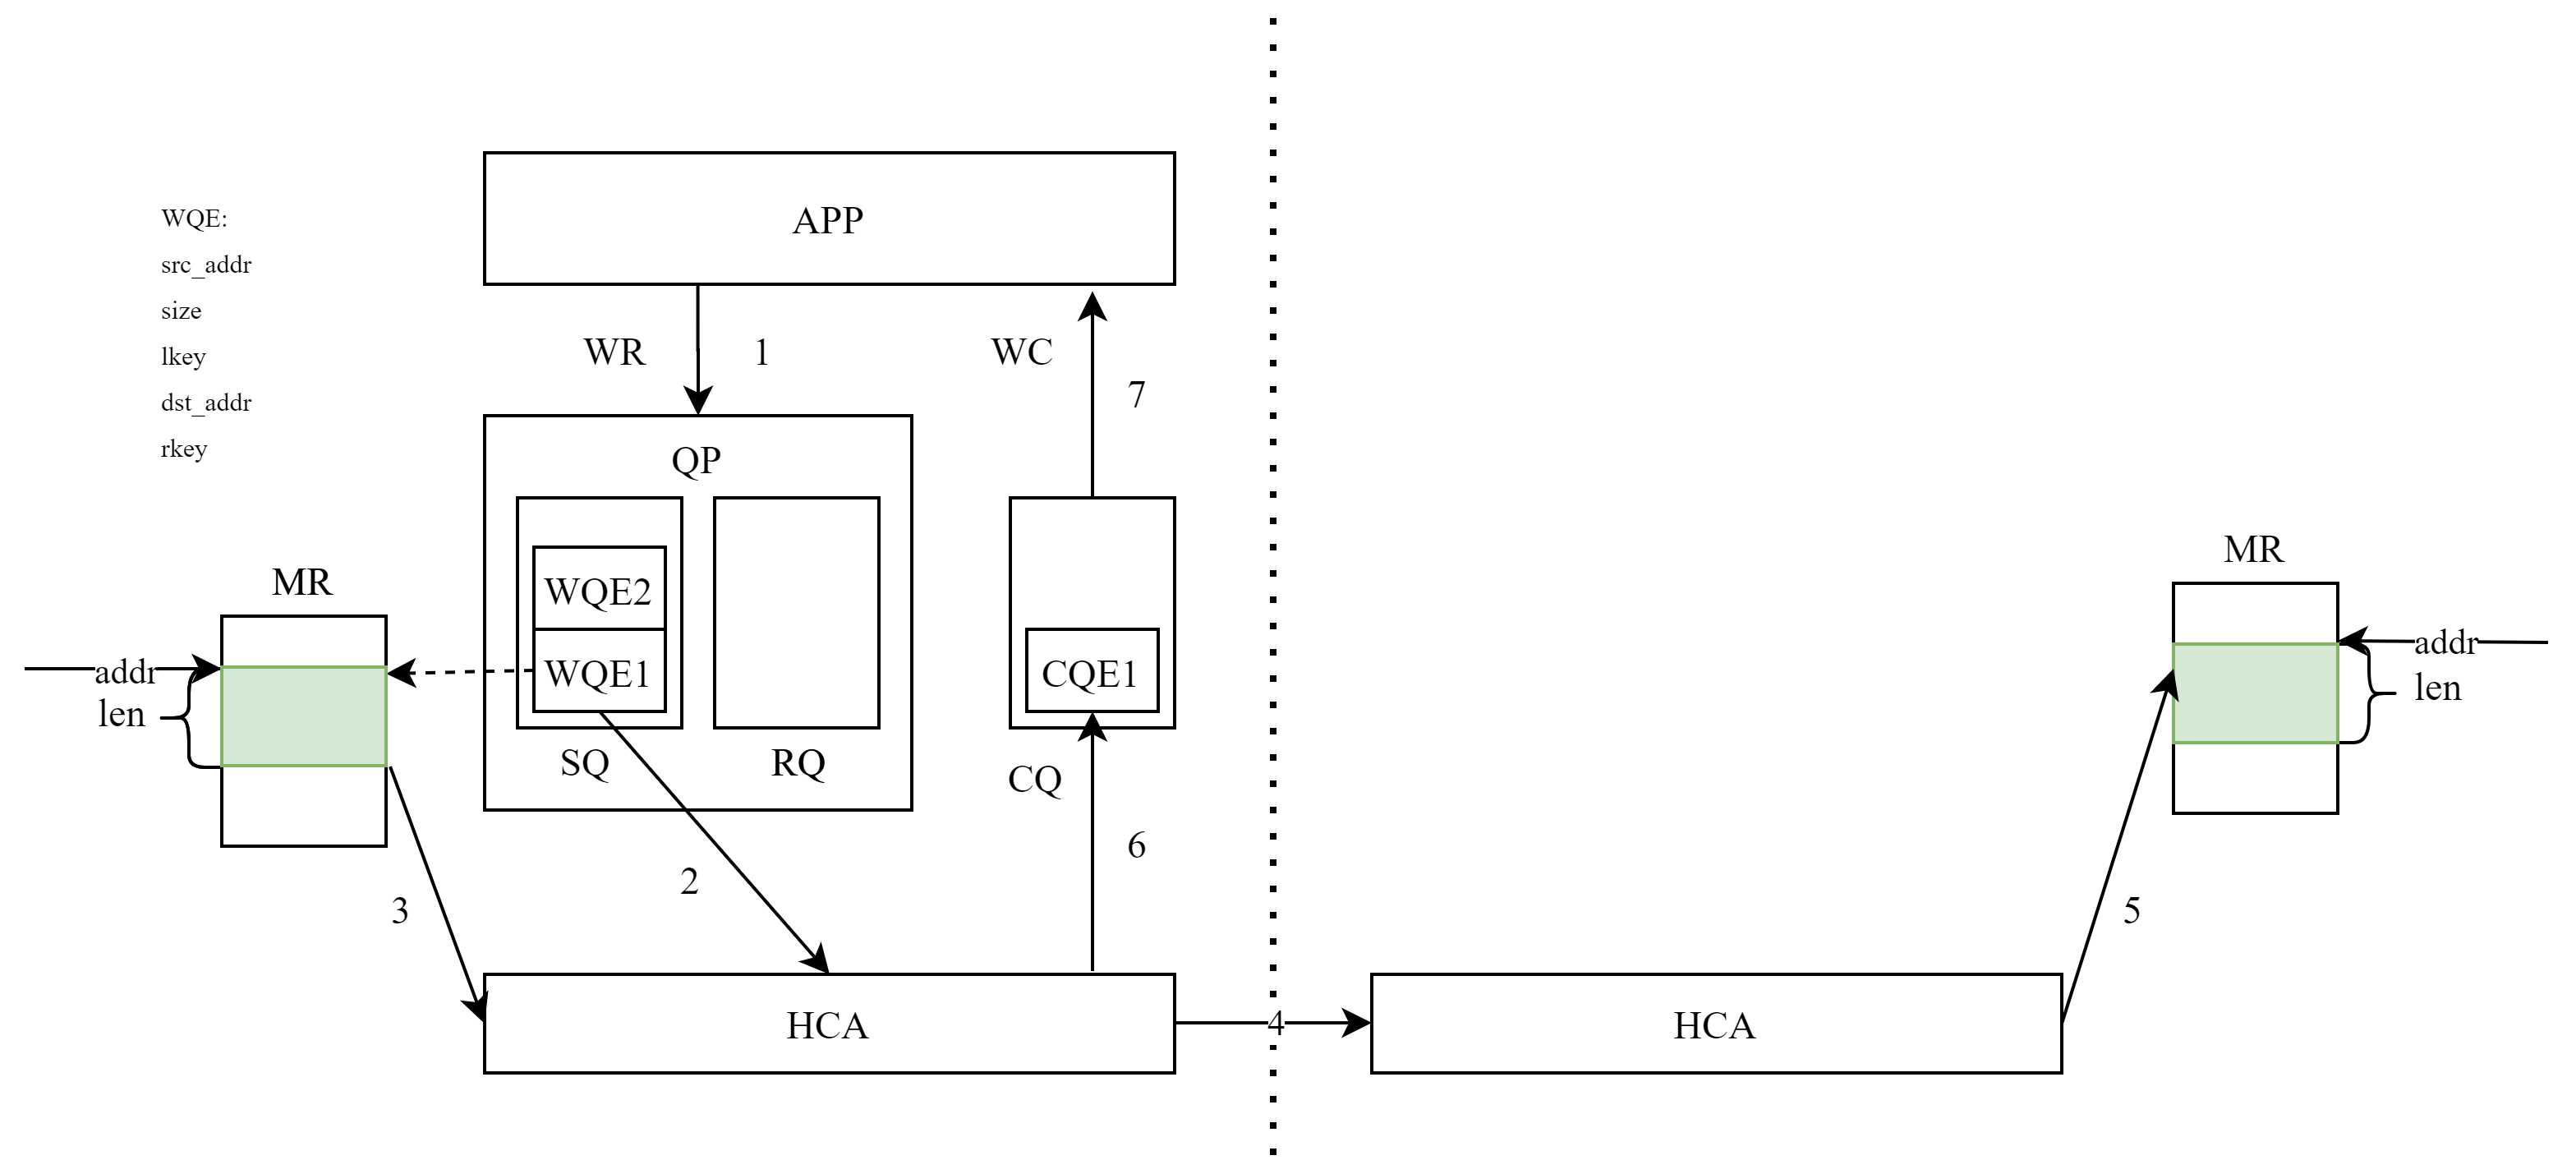 APP
WQE:
src_addr
size
lkey
dst_addr
rkey
WR
1
WC
7
QP
WQE2
WQE1
SQ
RQ
CQE1
CQ
MR
addr
len
MR
addr
len
2
3
6
5
HCA
4
HCA